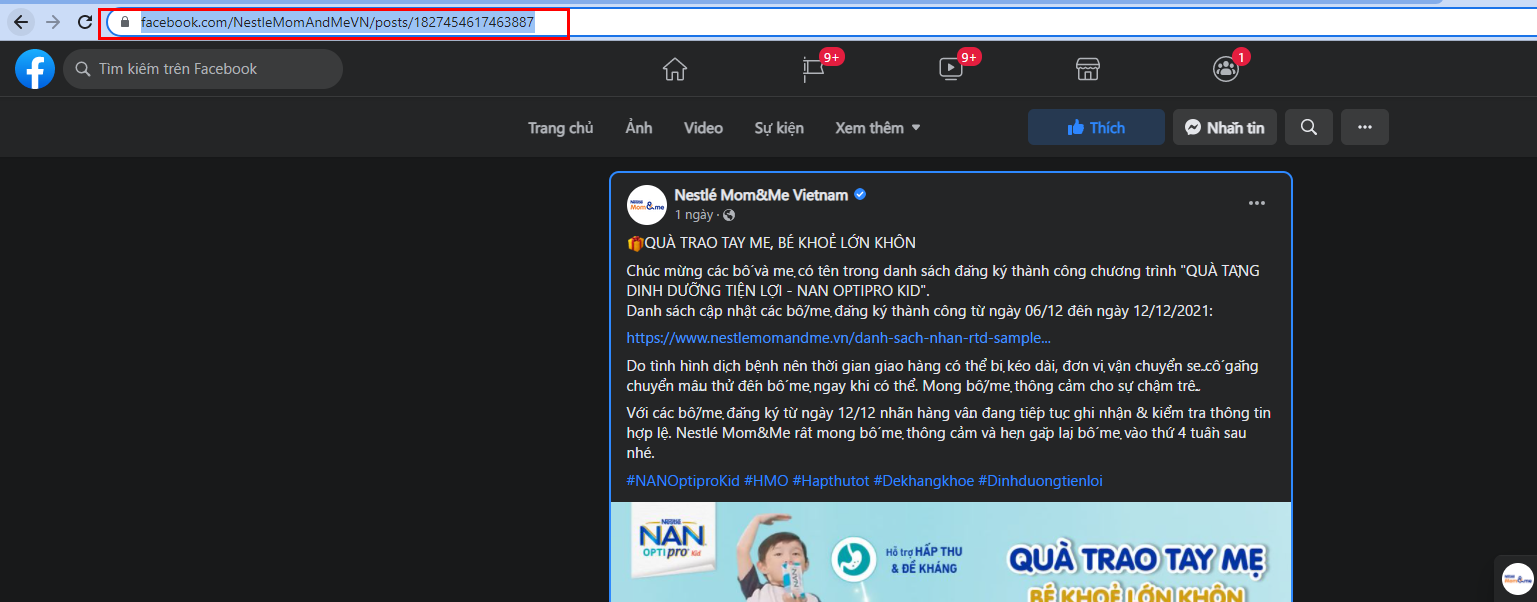 facebook.com/NestleMomAndMeVN/posts/1827454617463887
Tìm kiếm trên Facebook
9+
9+
1
Trang chủ
Ảnh
Video
Sự kiện
Xem thêm
Thích
Nhắn tin
Nestlé Mom&Me Vietnam
1 ngày ·
QUÀ TRAO TAY MẸ, BÉ KHOẺ LỚN KHÔN
Chúc mừng các bố và mẹ có tên trong danh sách đăng ký thành công chương trình "QUÀ TẶNG
DINH DƯỠNG TIỆN LỢI - NAN OPTIPRO KID".
Danh sách cập nhật các bố/mẹ đăng ký thành công từ ngày 06/12 đến ngày 12/12/2021:
https://www.nestlemomandme.vn/danh-sach-nhan-rtd-sample...
Do tình hình dịch bệnh nên thời gian giao hàng có thể bị kéo dài, đơn vị vận chuyển sẽ cố gắng
chuyển mẫu thử đến bố mẹ ngay khi có thể. Mong bố/mẹ thông cảm cho sự chậm trễ.
Với các bố/mẹ đăng ký từ ngày 12/12 nhãn hàng vẫn đang tiếp tục ghi nhận & kiểm tra thông tin
hợp lệ. Nestlé Mom&Me rất mong bố mẹ thông cảm và hẹn gặp lại bố mẹ vào thứ 4 tuần sau
nhé.
#NANOptiproKid #HMO #Hapthutot #Dekhangkhoe #Dinhduongtienloi
Nestlé
NAN
OPTIpro Kid
Hỗ trợ HẤP THU
& ĐỀ KHÁNG
QUÀ TRAO TAY MẸ
BÉ KHOẺ LỚN KHÔN